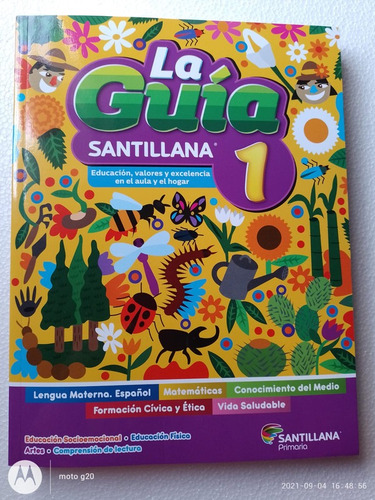 La
Guía
SANTILLANA®
1
Educación, valores y excelencia
en el aula y el hogar
Lengua Materna. Español
Matemáticas
Conocimiento del Medio
Formación Cívica y Ética
Vida Saludable
Educación Socioemocional • Educación Física
Artes • Comprensión de lectura
SANTILLANA
Primaria
moto g20
2021-09-04 16:48:56